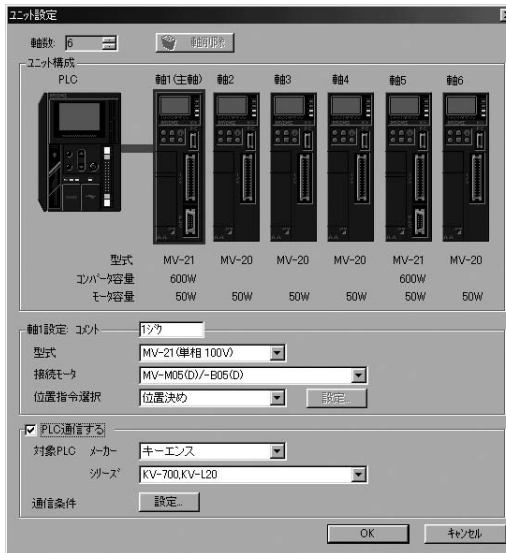 ユニット設定
軸数: 6 軸削除
ユニット構成
PLC 軸1(主軸) 軸2 軸3 軸4 軸5 軸6
型式 MV-21 MV-20 MV-20 MV-20 MV-21 MV-20
コンバータ容量 600W 600W
モータ容量 50W 50W 50W 50W 50W 50W
軸1設定: コメント 1ジク
型式 MV-21(単相 100V)
接続モータ MV-M05(D)/-B05(D)
位置指令選択 位置決め 設定...
PLC通信する
対象PLC メーカー キーエンス
シリーズ KV-700,KV-L20
通信条件 設定...
OK キャンセル